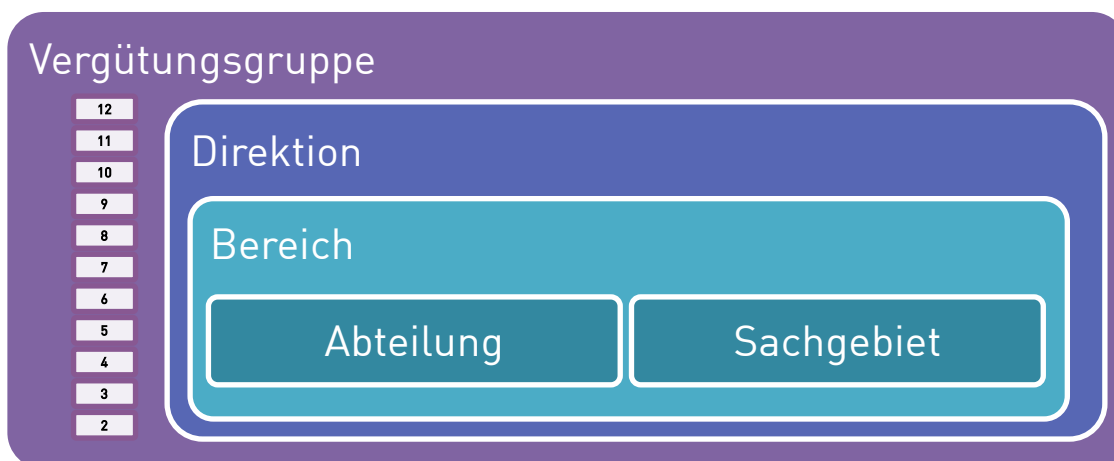 Vergütungsgruppe
12
11
10
9
8
7
6
5
4
3
2
Direktion
Bereich
Abteilung
Sachgebiet